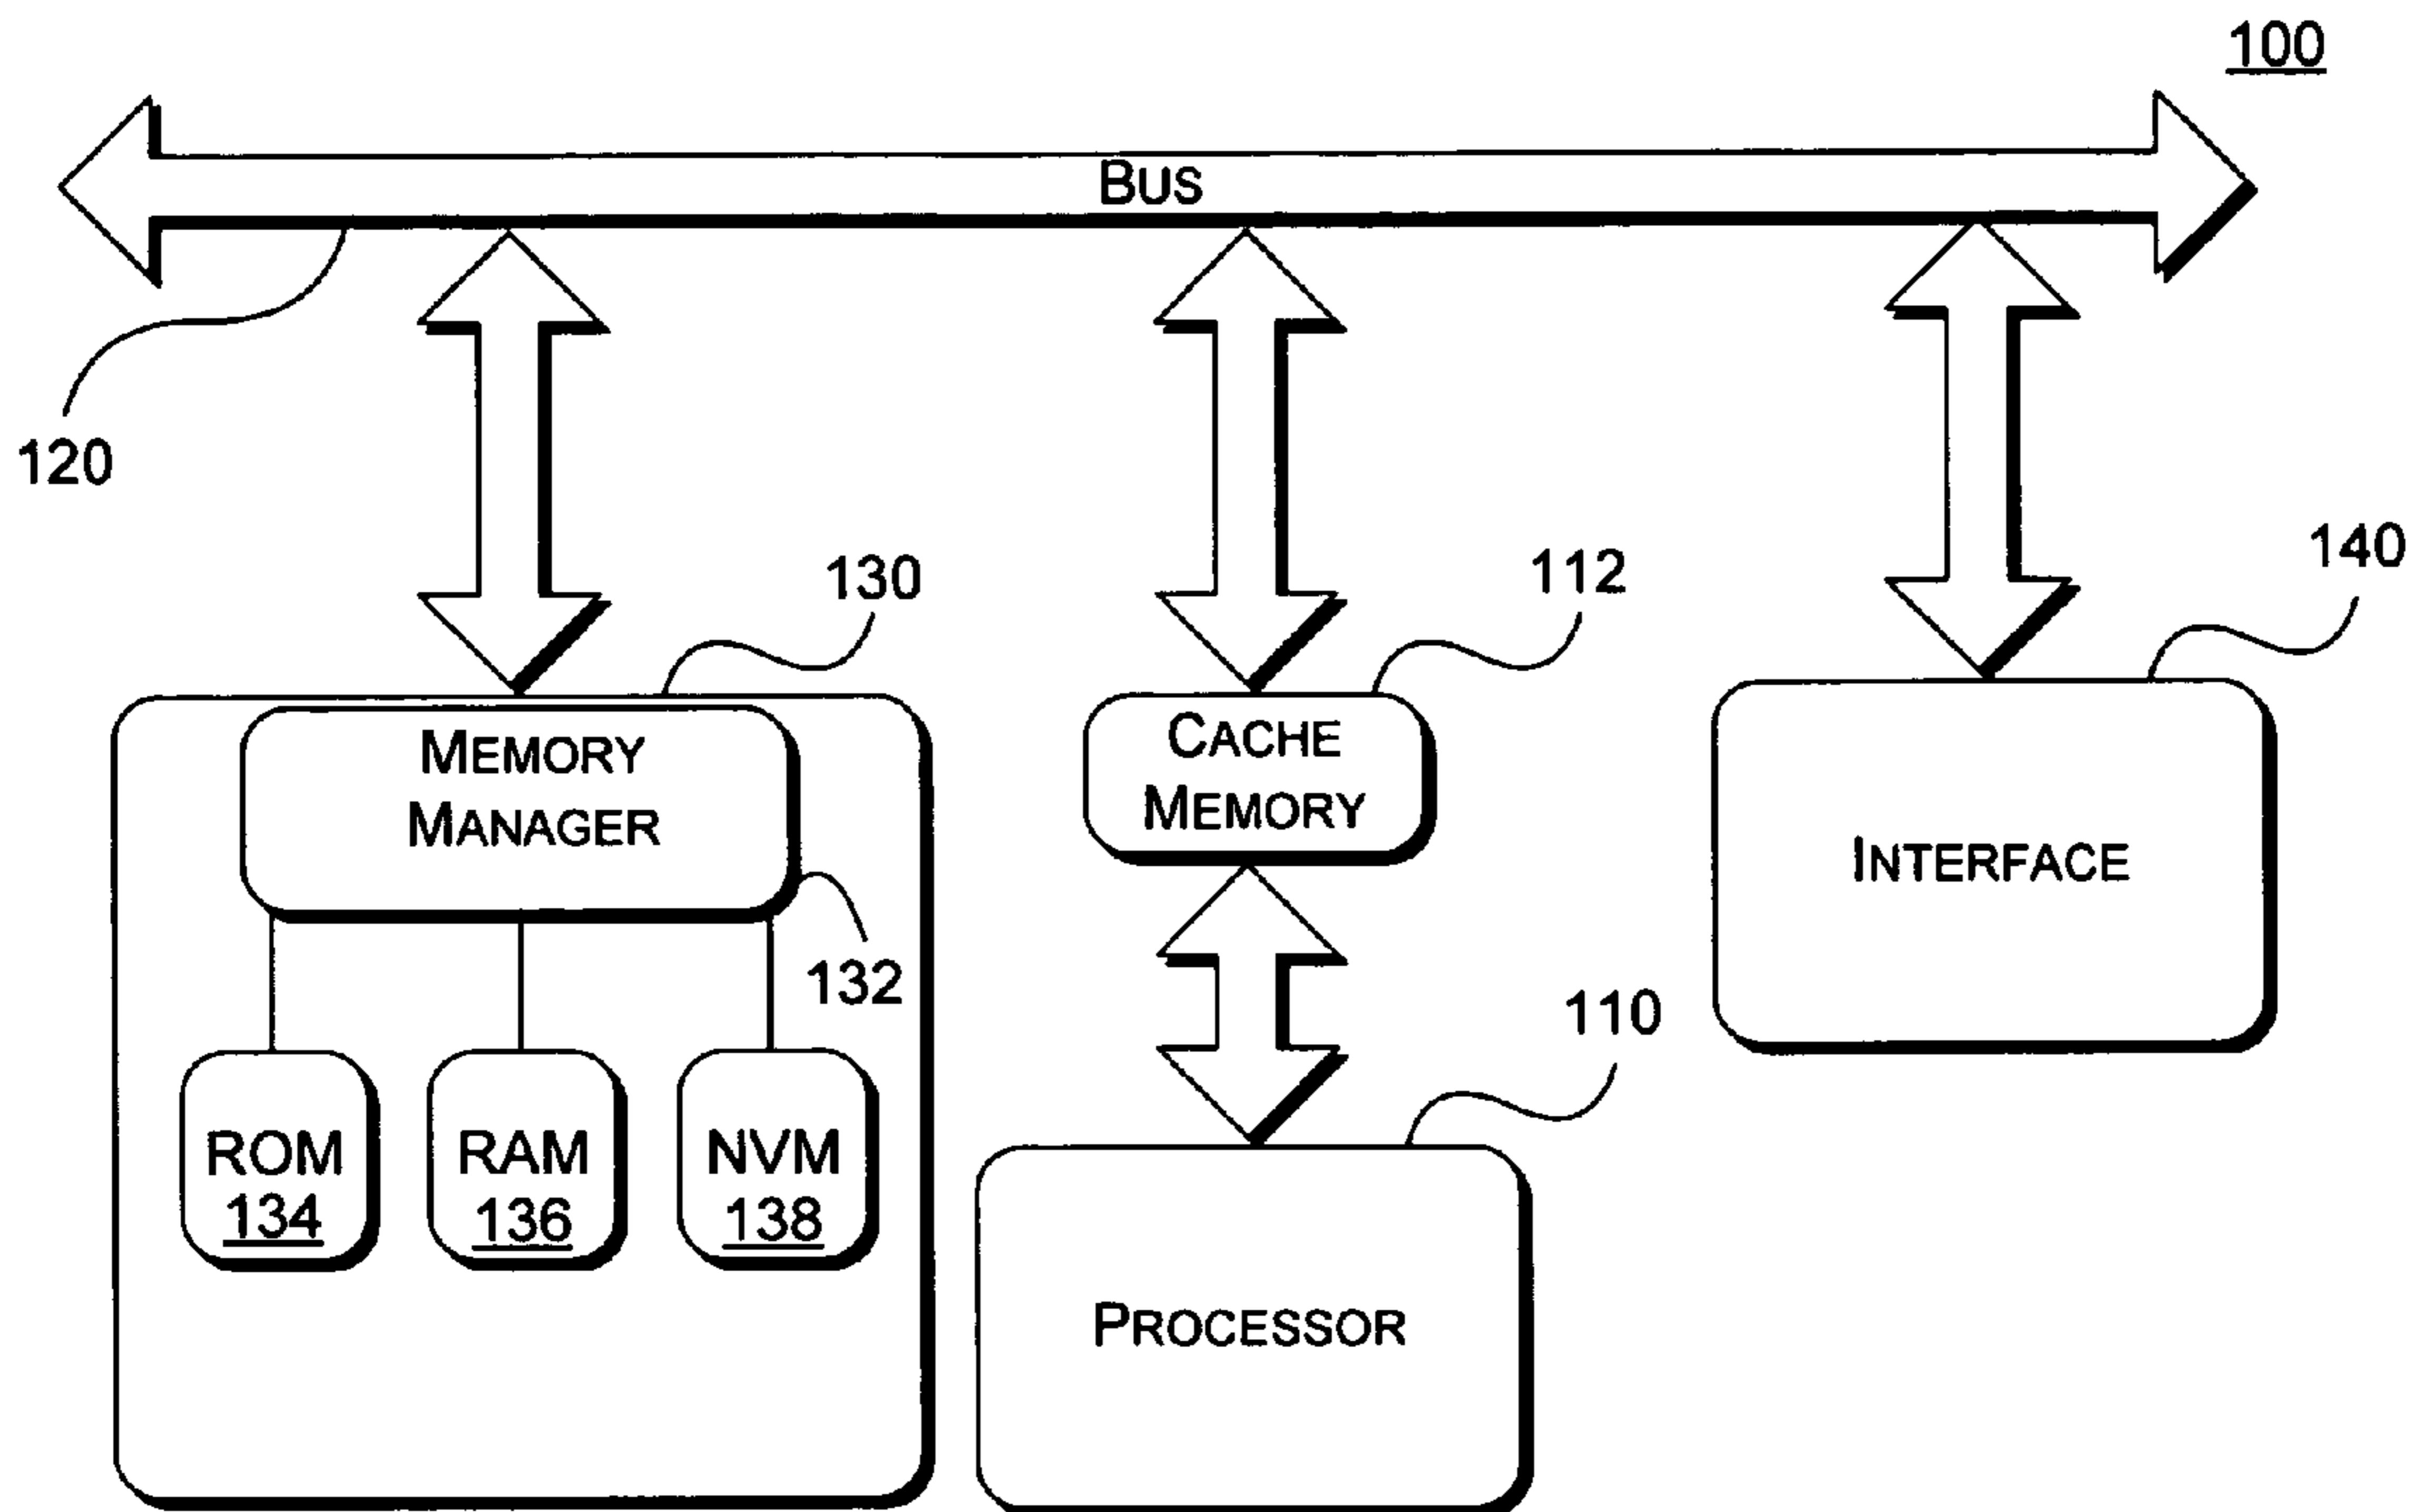 100
BUS
120
130
112
140
MEMORY
MANAGER
CACHE
MEMORY
INTERFACE
132
110
ROM
134
RAM
136
NVM
138
PROCESSOR